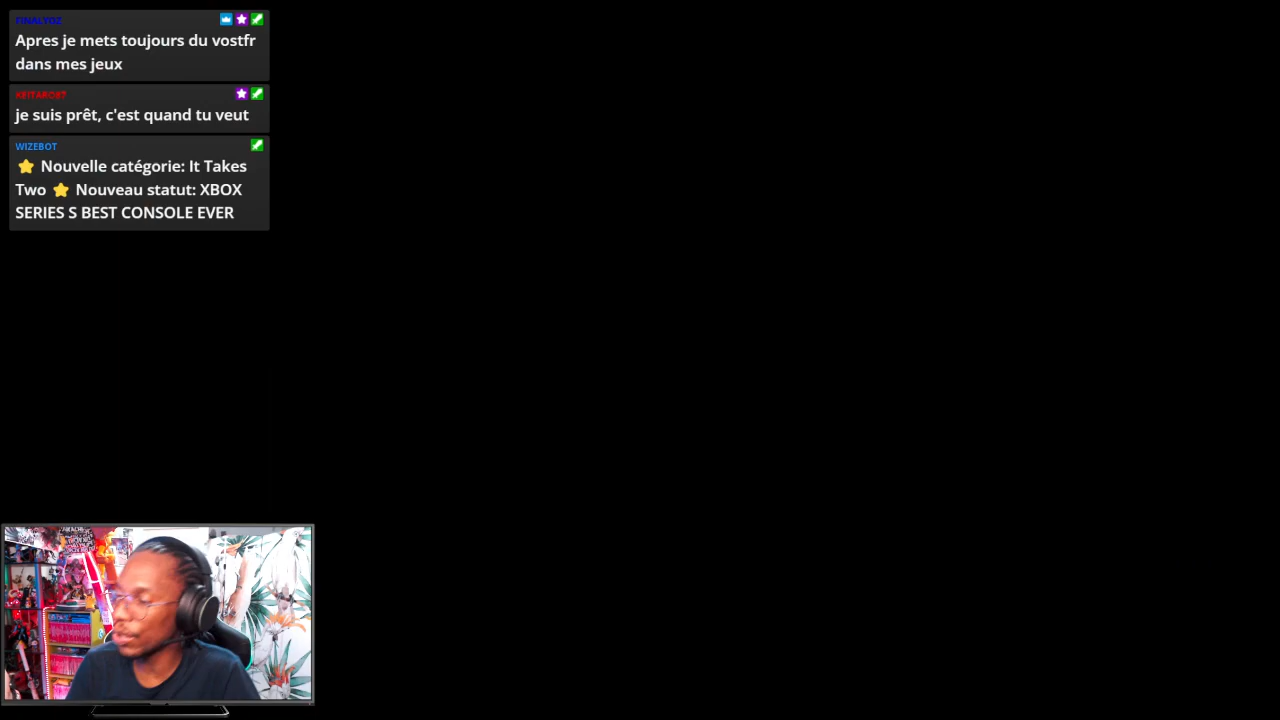 FINALYOZ
Apres je mets toujours du vostfr
dans mes jeux
je suis prêt, c'est quand tu veut
WIZEBOT
⭐ Nouvelle catégorie: It Takes
Two ⭐ Nouveau statut: XBOX
SERIES S BEST CONSOLE EVER